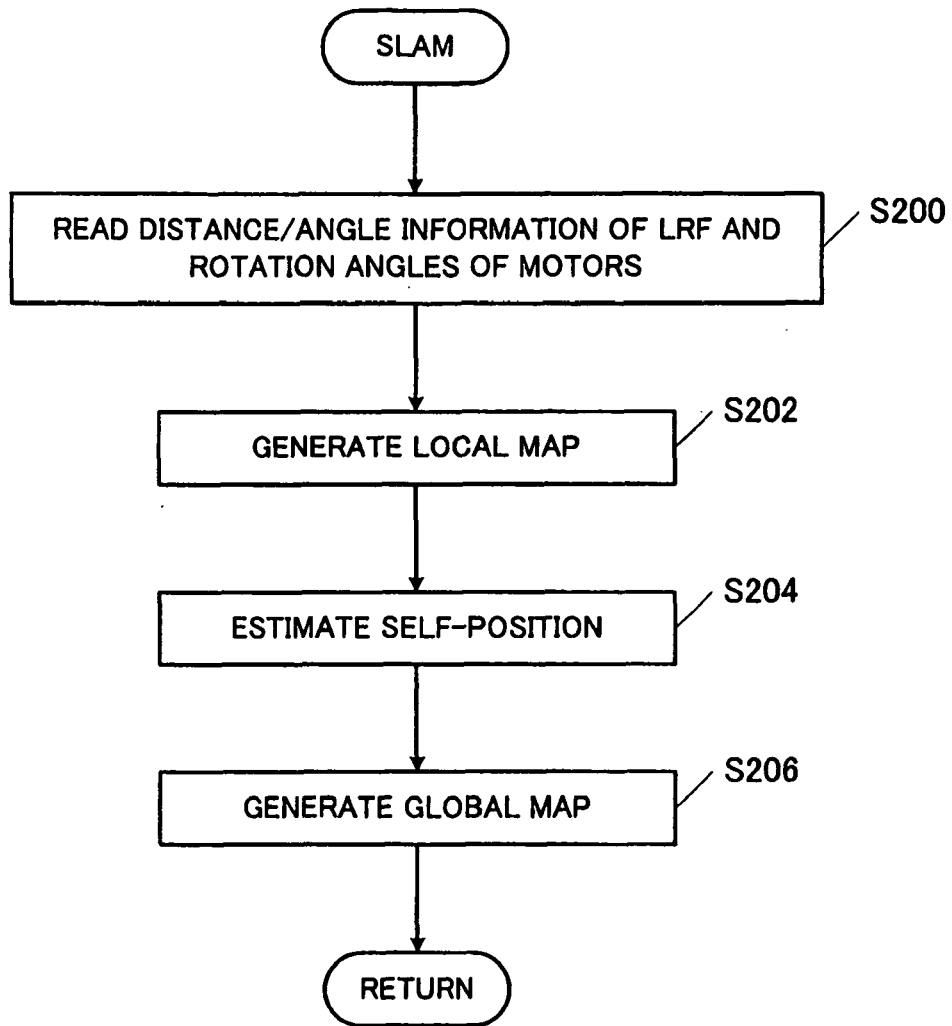 SLAM
READ DISTANCE/ANGLE INFORMATION OF LRF AND
ROTATION ANGLES OF MOTORS
S200
GENERATE LOCAL MAP
S202
ESTIMATE SELF-POSITION
S204
GENERATE GLOBAL MAP
S206
RETURN